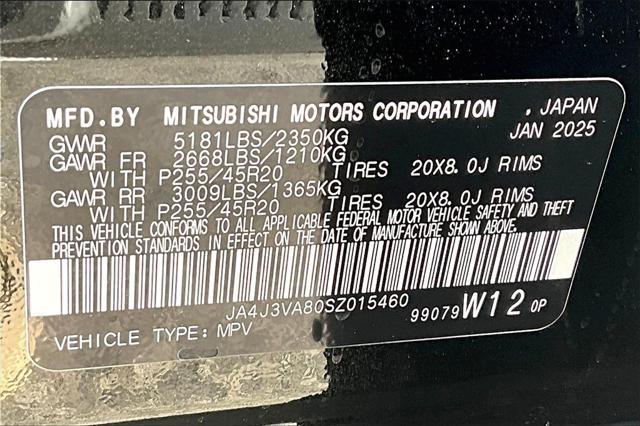 MFD.BY MITSUBISHI MOTORS CORPORATION , JAPAN
GVWR 5181LBS/2350KG JAN 2025
GAWR FR 2668LBS/1210KG
WITH P255/45R20 TIRES 20X8.0J RIMS
GAWR RR 3009LBS/1365KG
WITH P255/45R20 TIRES 20X8.0J RIMS
THIS VEHICLE CONFORMS TO ALL APPLICABLE FEDERAL MOTOR VEHICLE SAFETY AND THEFT
PREVENTION STANDARDS IN EFFECT ON THE DATE OF MANUFACTURE SHOWN ABOVE.
JA4J3VA80SZ015460
99079 W12 0P
VEHICLE TYPE: MPV